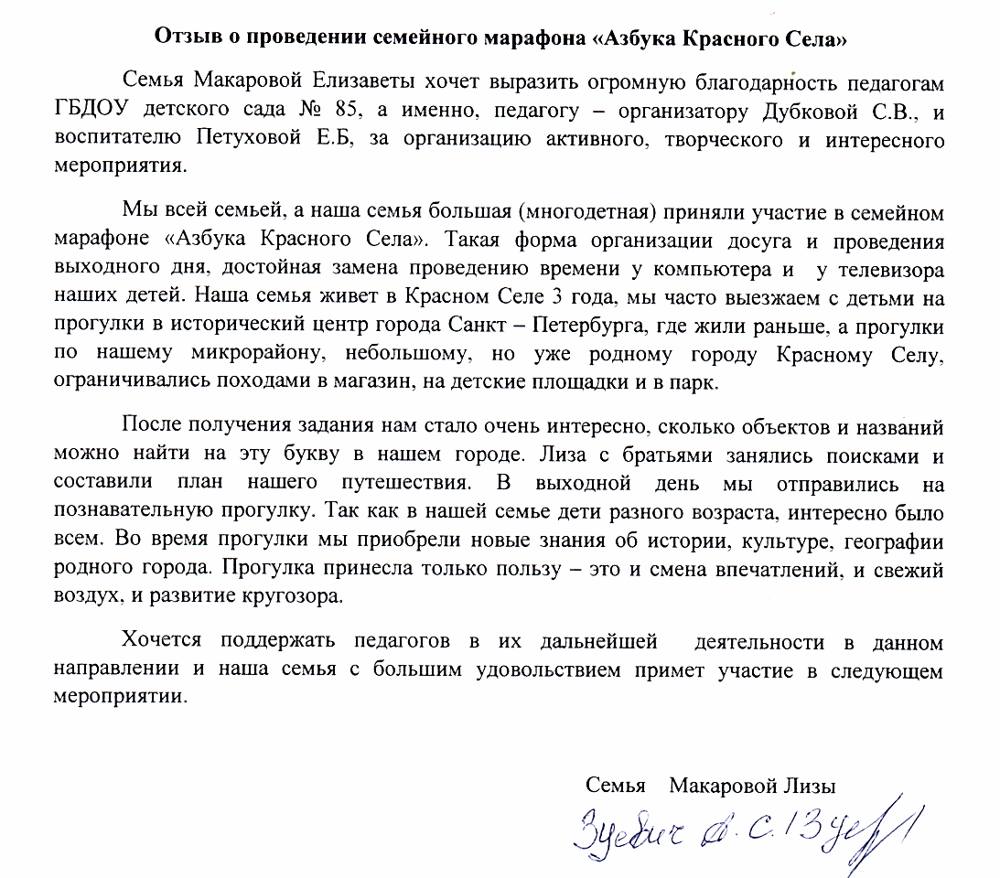 Отзыв о проведении семейного марафона «Азбука Красного Села»
Семья Макаровой Елизаветы хочет выразить огромную благодарность педагогам
ГБДОУ детского сада № 85, а именно, педагогу – организатору Дубковой С.В., и
воспитателю Петуховой Е.Б, за организацию активного, творческого и интересного
мероприятия.
Мы всей семьей, а наша семья большая (многодетная) приняли участие в семейном
марафоне «Азбука Красного Села». Такая форма организации досуга и проведения
выходного дня, достойная замена проведению времени у компьютера и у телевизора
наших детей. Наша семья живет в Красном Селе 3 года, мы часто выезжаем с детьми на
прогулки в исторический центр города Санкт – Петербурга, где жили раньше, а прогулки
по нашему микрорайону, небольшому, но уже родному городу Красному Селу,
ограничивались походами в магазин, на детские площадки и в парк.
После получения задания нам стало очень интересно, сколько объектов и названий
можно найти на эту букву в нашем городе. Лиза с братьями занялись поисками и
составили план нашего путешествия. В выходной день мы отправились на
познавательную прогулку. Так как в нашей семье дети разного возраста, интересно было
всем. Во время прогулки мы приобрели новые знания об истории, культуре, географии
родного города. Прогулка принесла только пользу – это и смена впечатлений, и свежий
воздух, и развитие кругозора.
Хочется поддержать педагогов в их дальнейшей деятельности в данном
направлении и наша семья с большим удовольствием примет участие в следующем
мероприятии.
Семья Макаровой Лизы
Зуевич А. С.